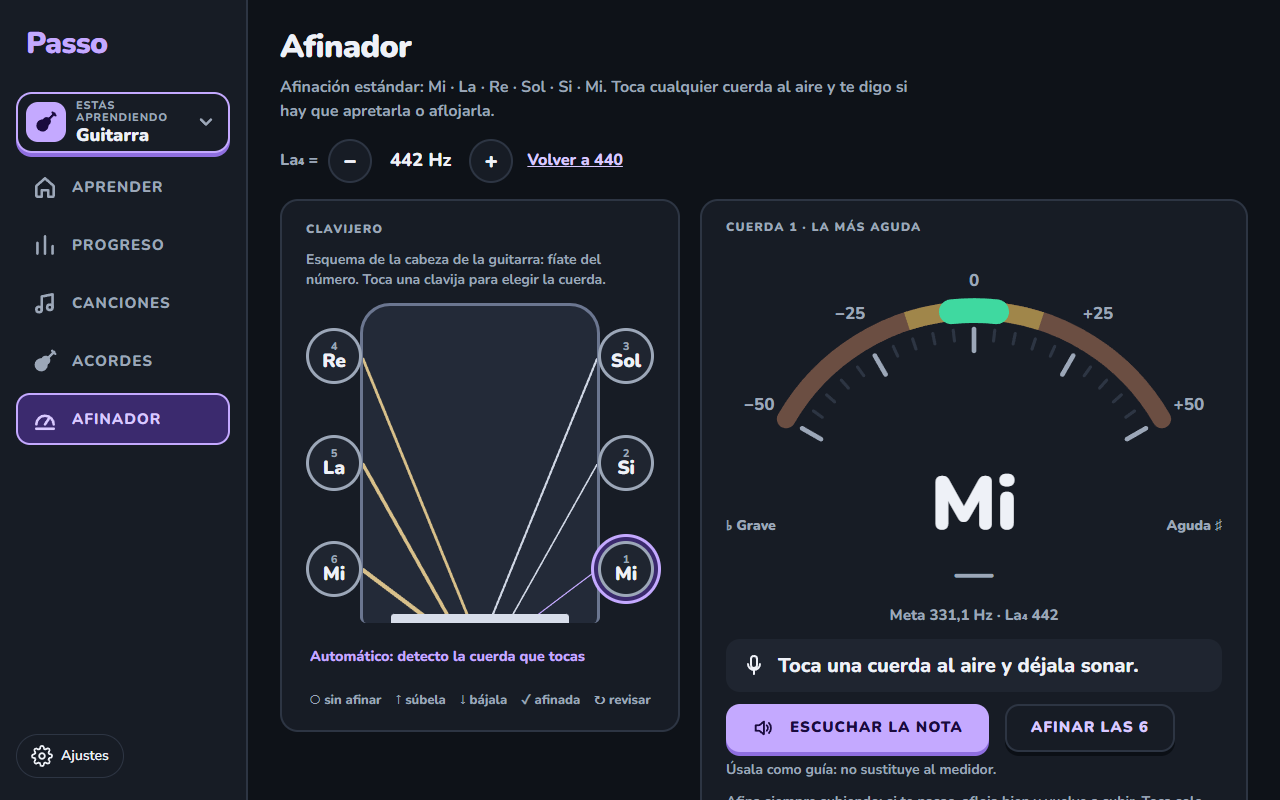 Passo
ESTÁS
APRENDIENDO
Guitarra
APRENDER
PROGRESO
CANCIONES
ACORDES
AFINADOR
Ajustes
Afinador
Afinación estándar: Mi · La · Re · Sol · Si · Mi. Toca cualquier cuerda al aire y te digo si
hay que apretarla o aflojarla.
La₄ = − 442 Hz + Volver a 440
CLAVIJERO
Esquema de la cabeza de la guitarra: fíate del
número. Toca una clavija para elegir la cuerda.
4
Re
3
Sol
5
La
2
Si
6
Mi
1
Mi
Automático: detecto la cuerda que tocas
○ sin afinar ↑ súbela ↓ bájala ✓ afinada ↻ revisar
CUERDA 1 · LA MÁS AGUDA
0
−25 +25
−50 +50
Mi
♭ Grave Aguda ♯
Meta 331,1 Hz · La₄ 442
Toca una cuerda al aire y déjala sonar.
ESCUCHAR LA NOTA
AFINAR LAS 6
Úsala como guía: no sustituye al medidor.